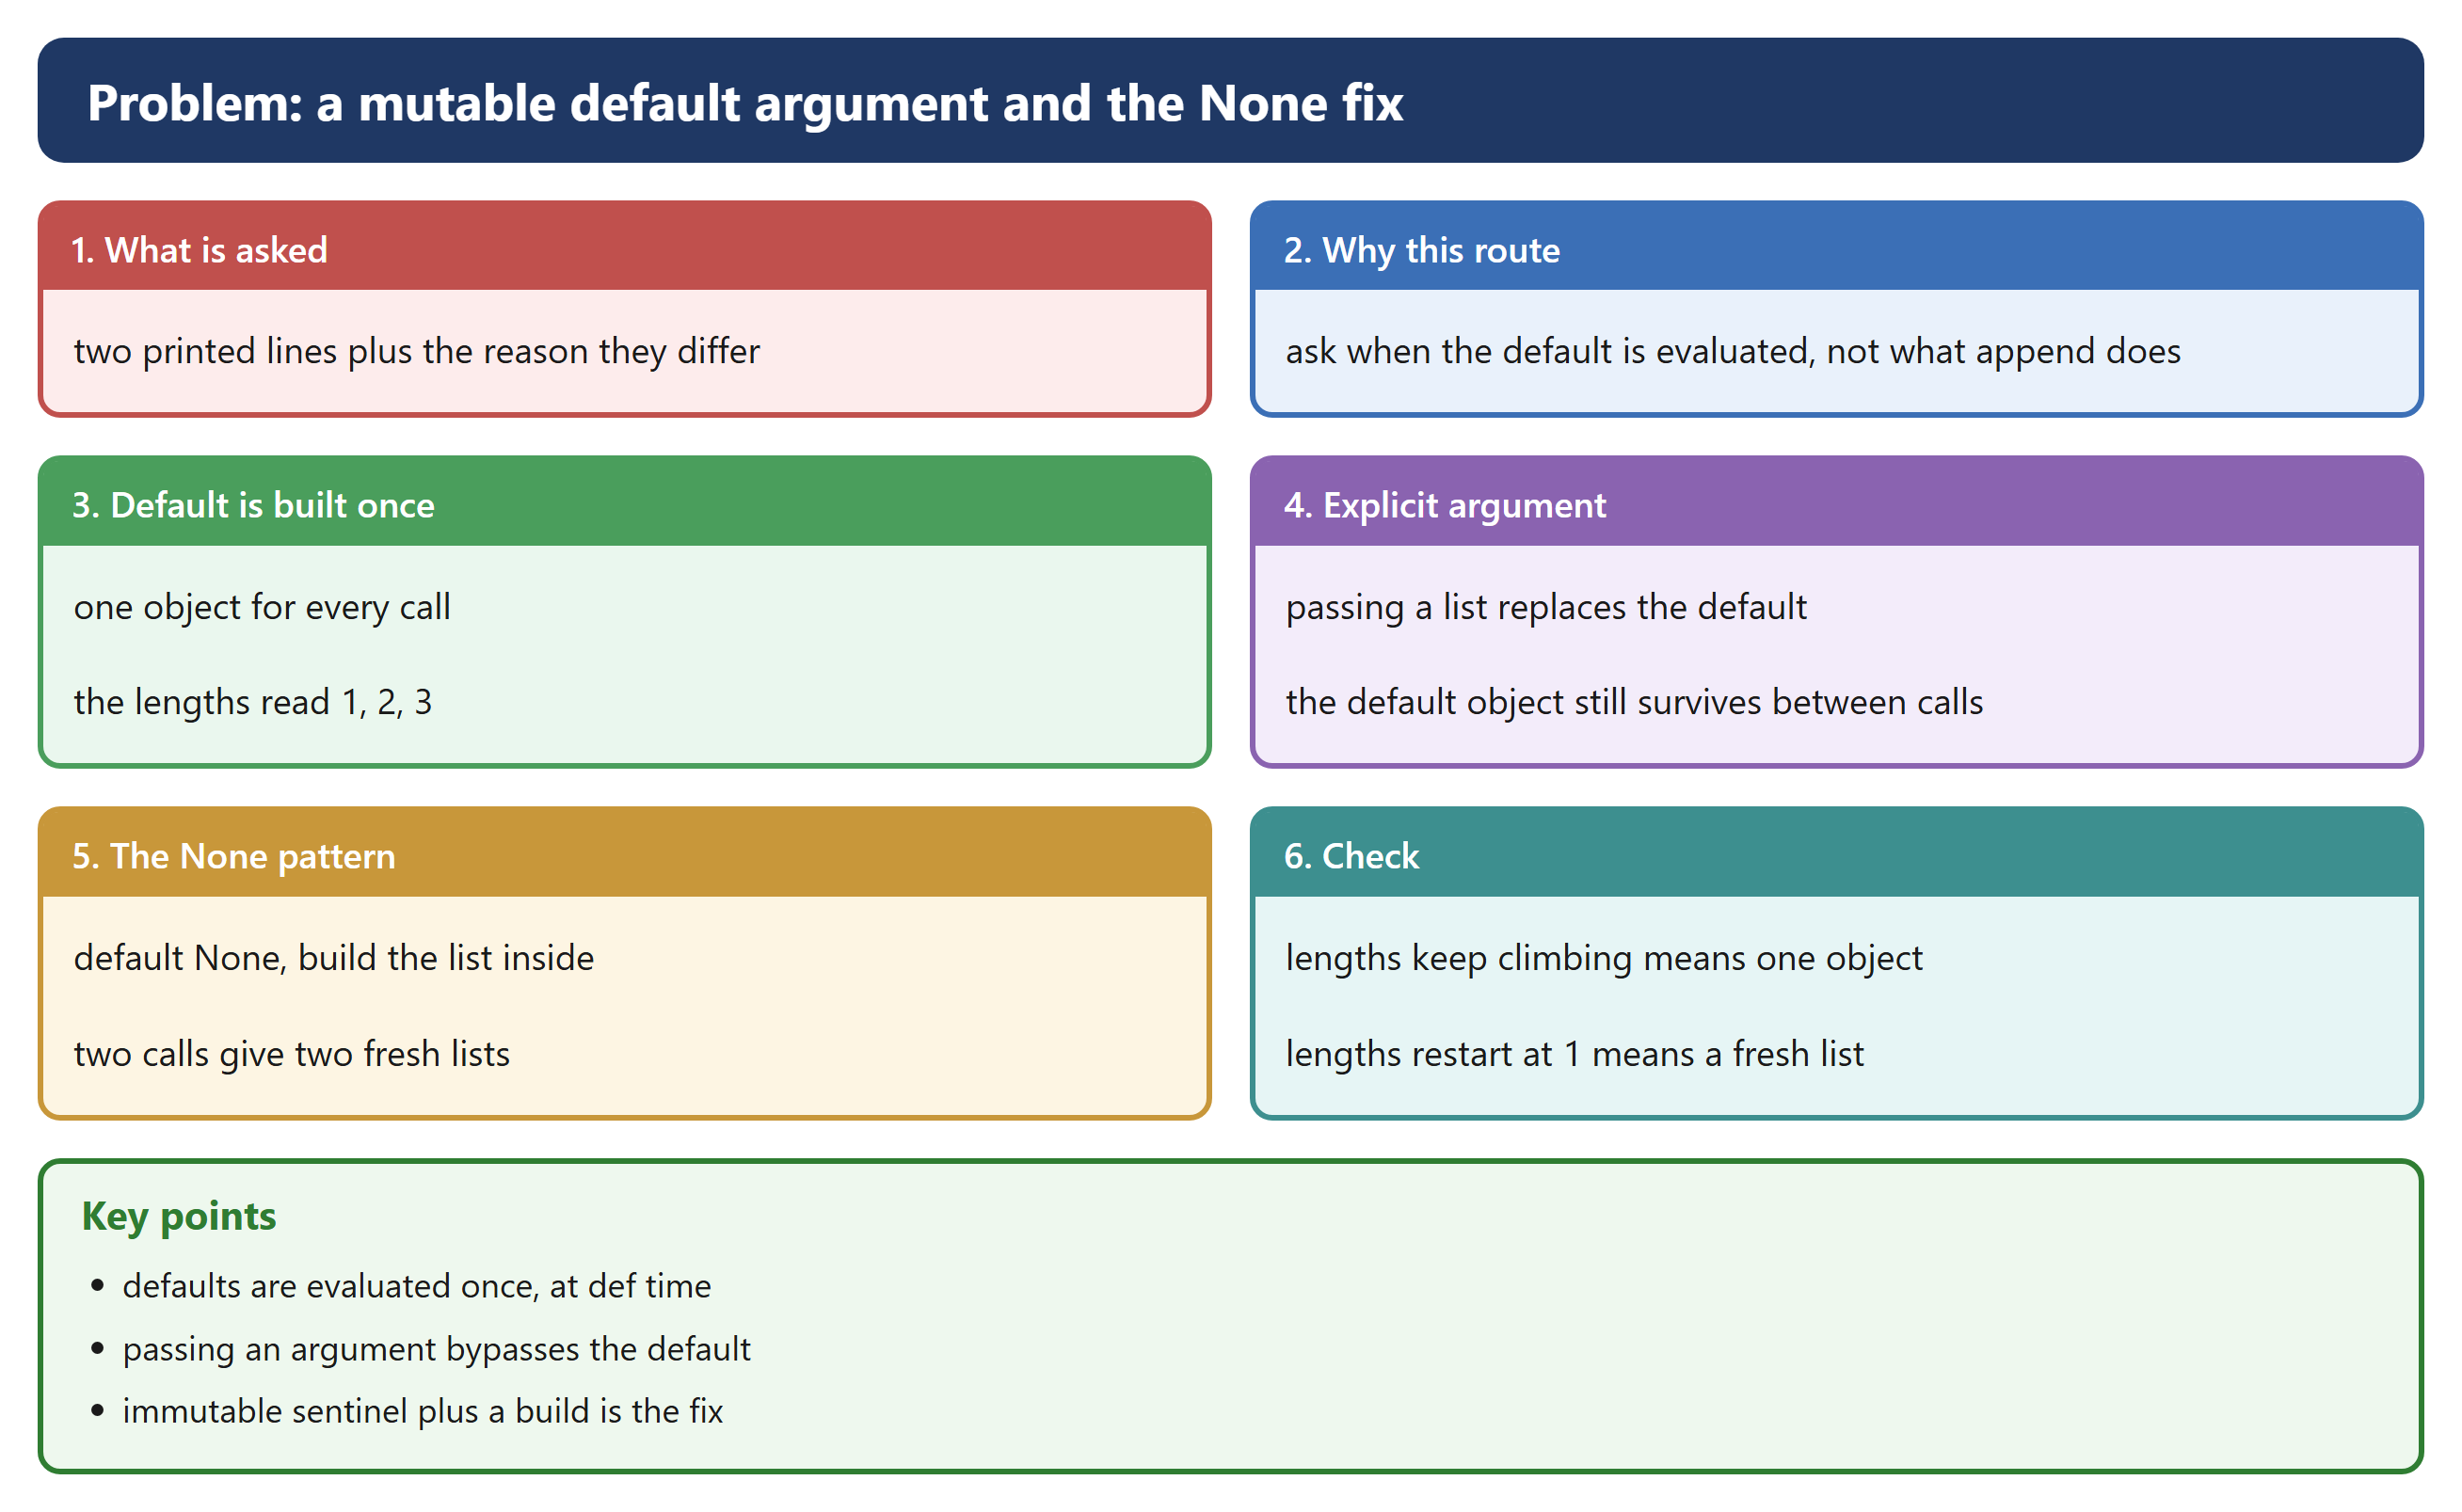 Problem: a mutable default argument and the None fix
1. What is asked
two printed lines plus the reason they differ
2. Why this route
ask when the default is evaluated, not what append does
3. Default is built once
one object for every call
the lengths read 1, 2, 3
4. Explicit argument
passing a list replaces the default
the default object still survives between calls
5. The None pattern
default None, build the list inside
two calls give two fresh lists
6. Check
lengths keep climbing means one object
lengths restart at 1 means a fresh list
Key points
• defaults are evaluated once, at def time
• passing an argument bypasses the default
• immutable sentinel plus a build is the fix